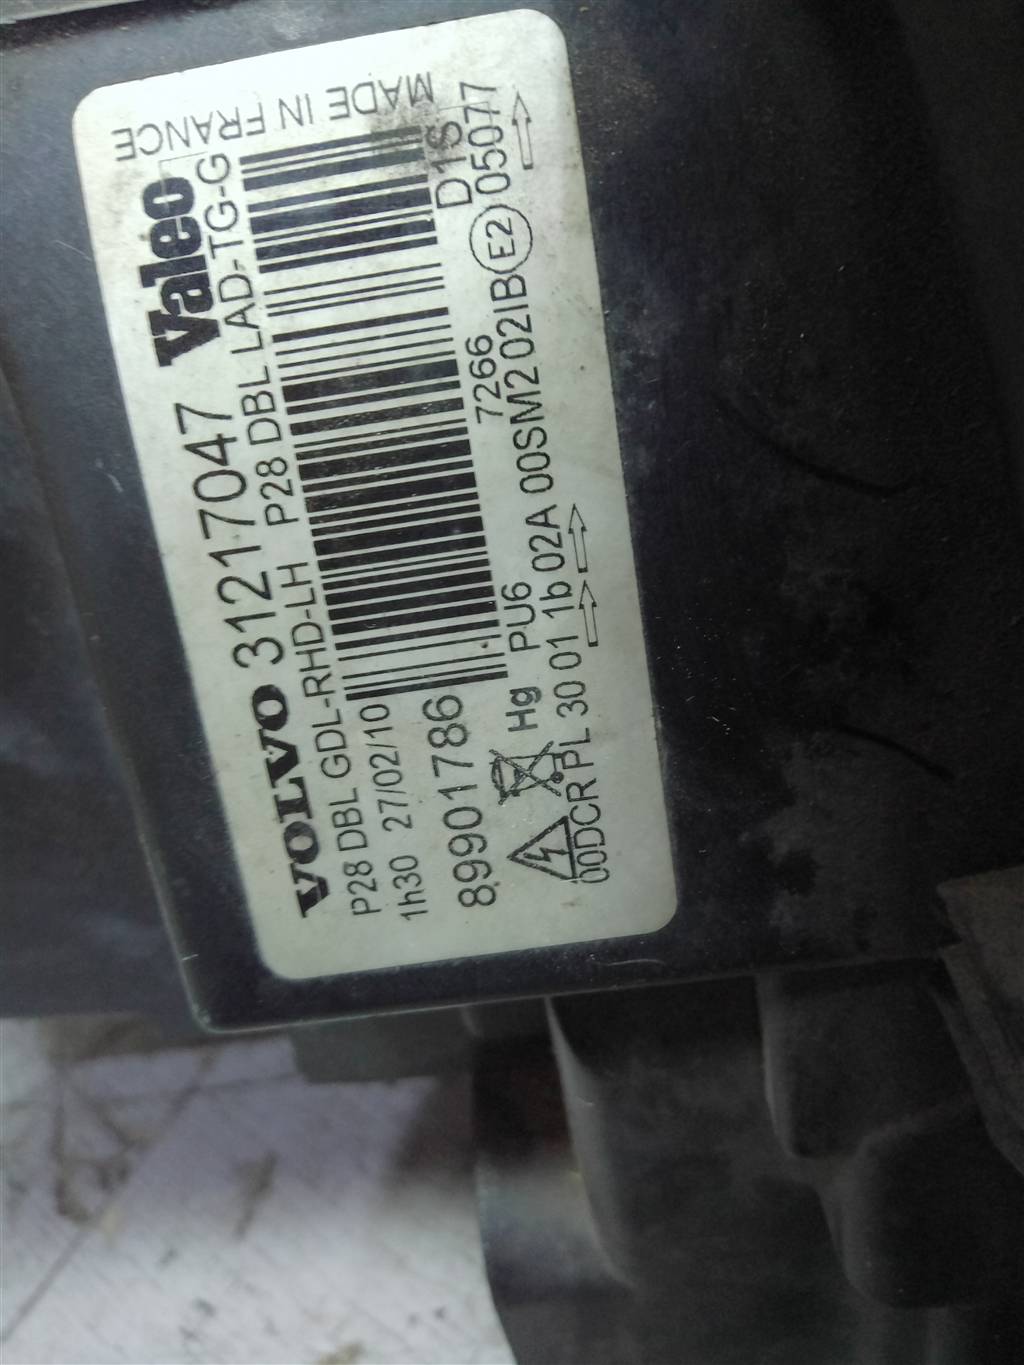 VOLVO 31217047 Valeo MADE IN FRANCE
P28 DBL GDL-RHD-LH P28 DBL LAD-TG-G
1h30 27/02/10
89901786 D1S
Hg PU6 7266
00DCR PL 30 01 1b 02A 00SM2 02IB E2 05077